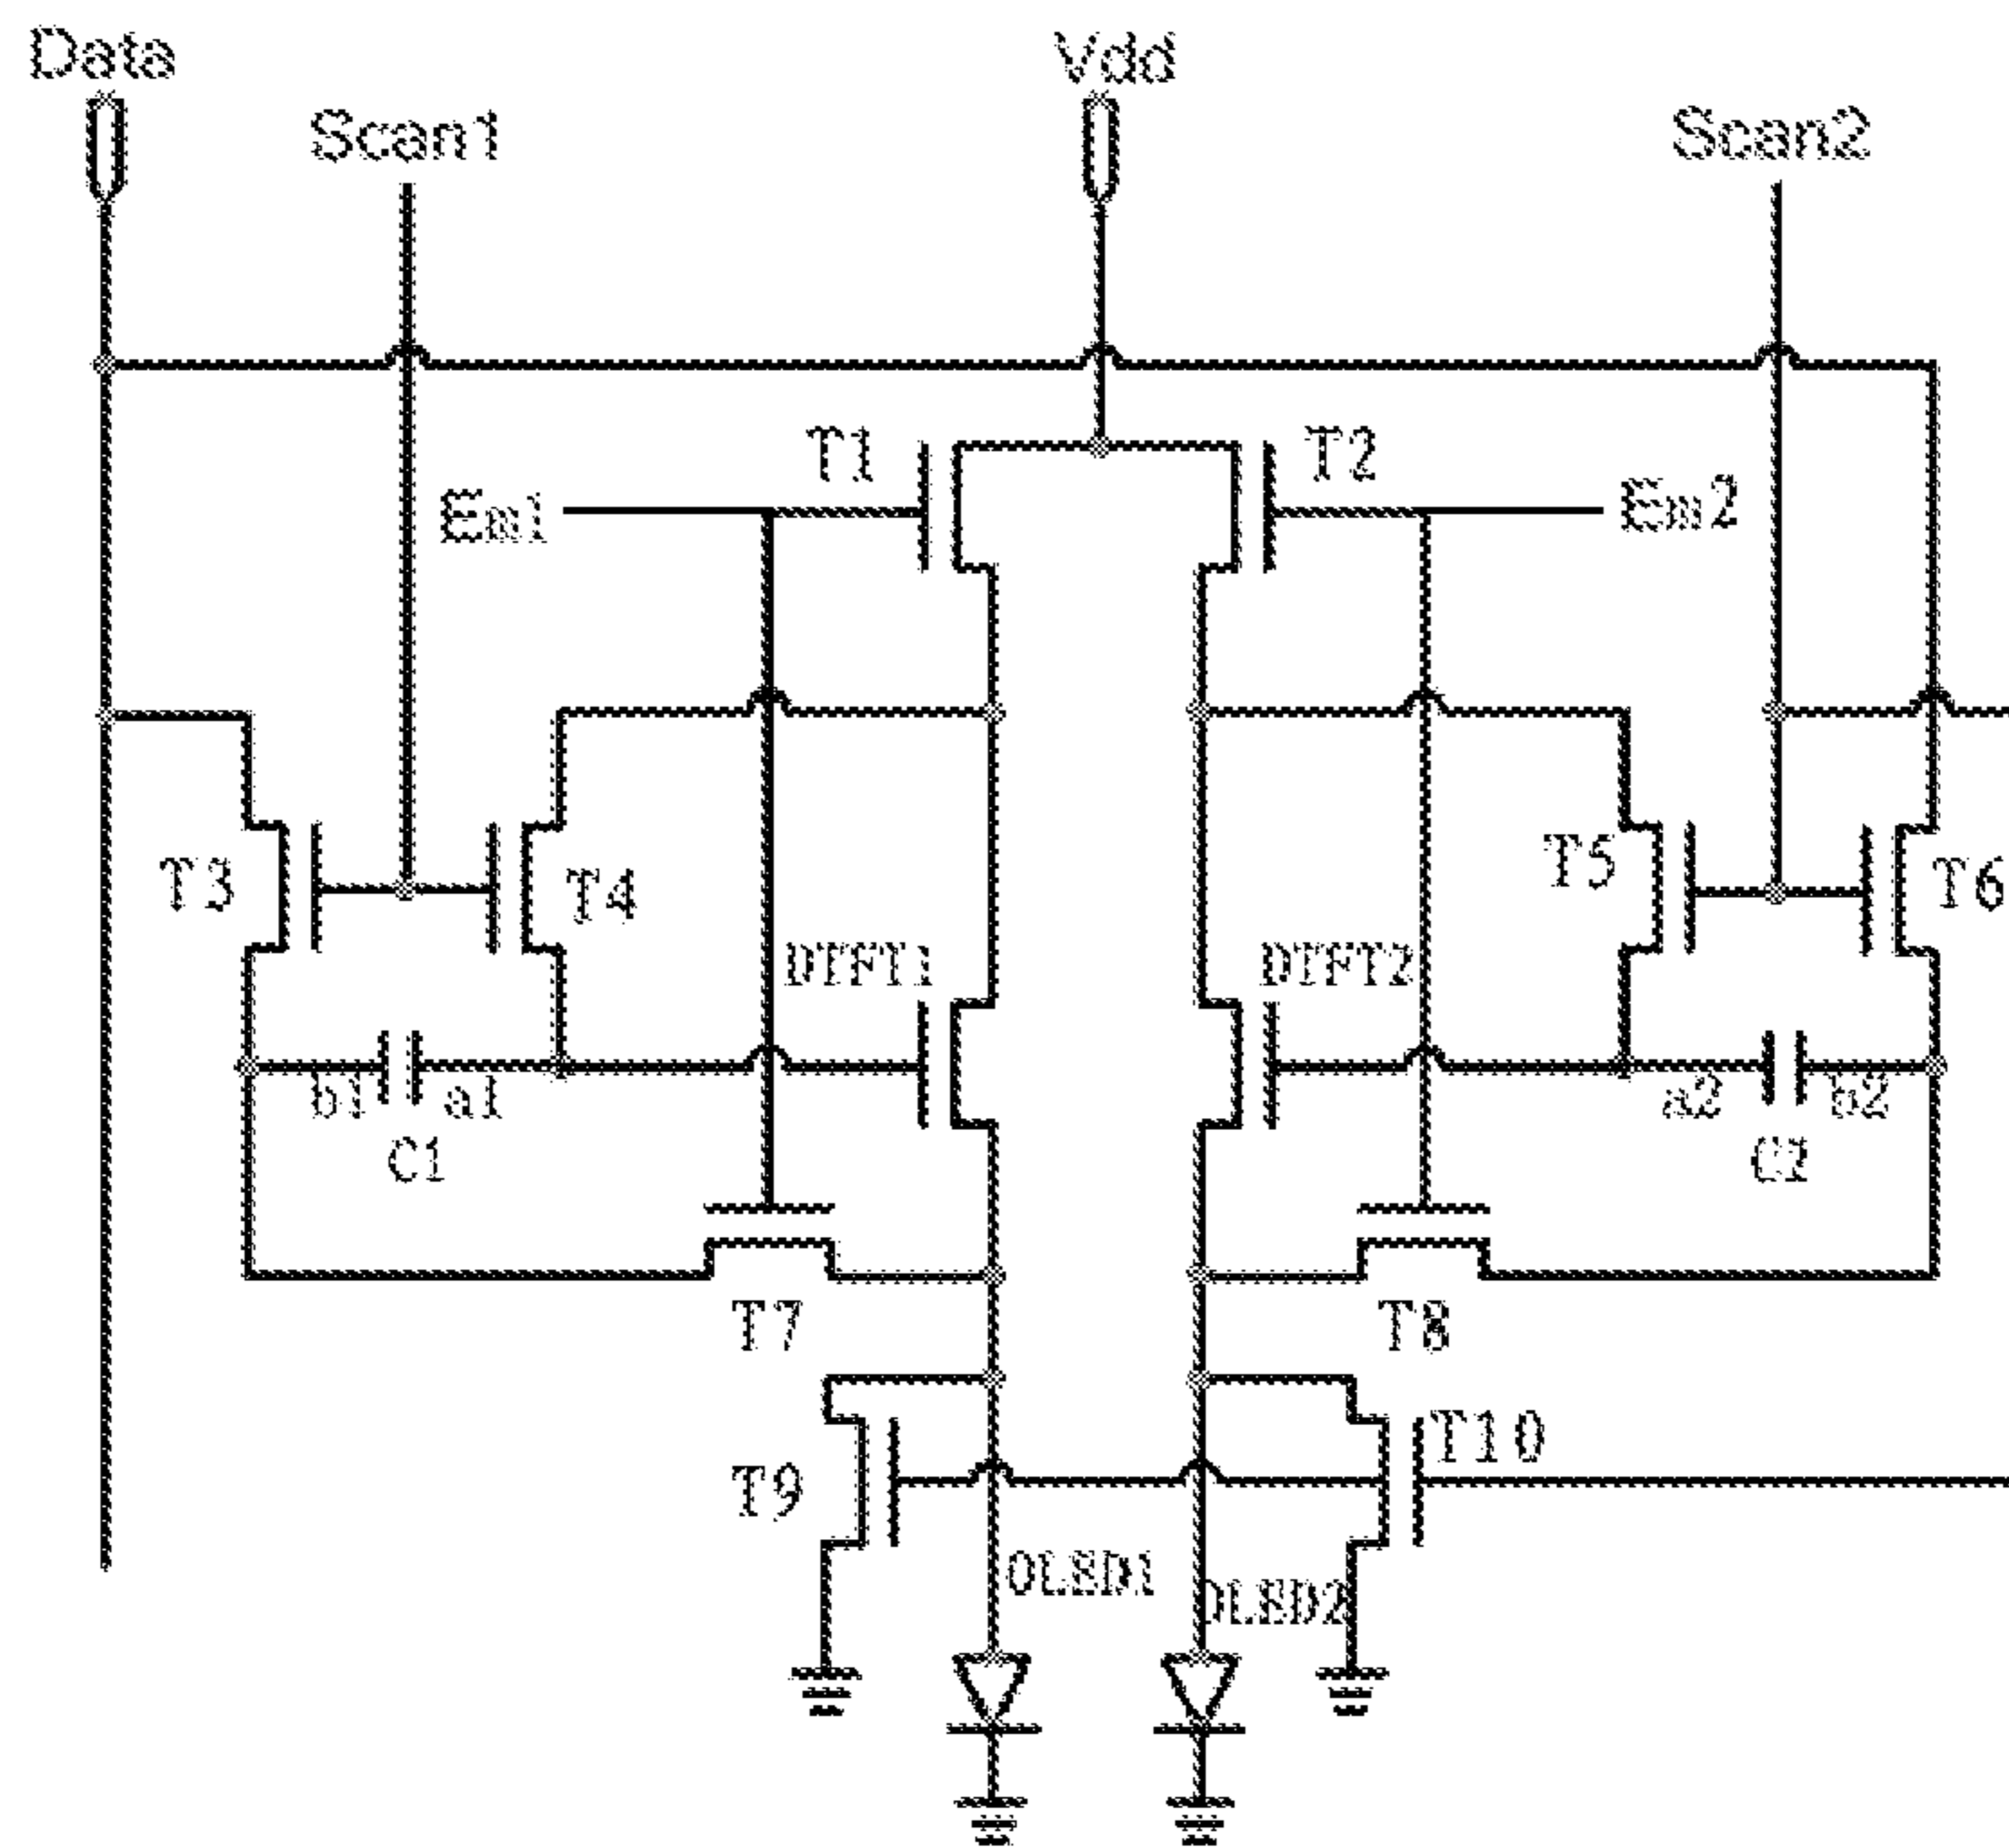 Data
Vdd
Scan1
Scan2
T1
T2
Em1
Em2
T3
T4
T5
T6
DTFT1
DTFT2
b1
a1
a2
b2
C1
C2
T7
T8
T9
T10
OLED1
OLED2